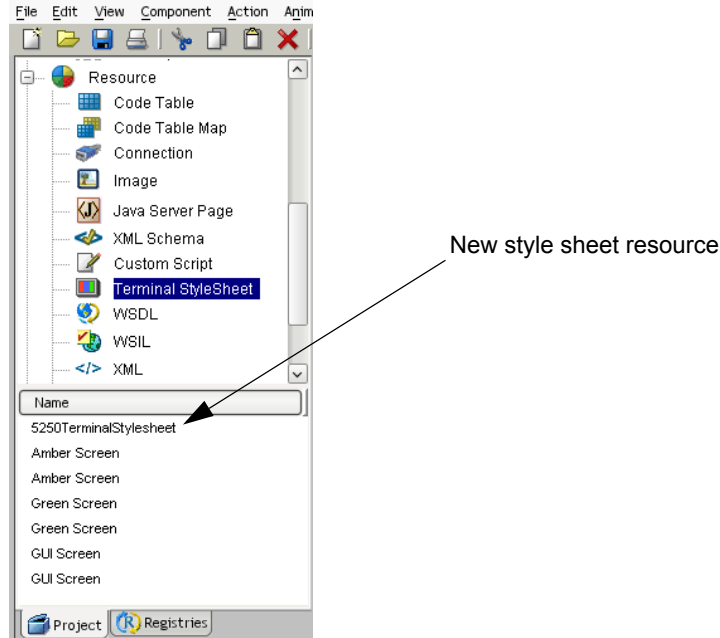 File Edit View Component Action Anim
Resource
Code Table
Code Table Map
Connection
Image
Java Server Page
XML Schema
Custom Script
Terminal StyleSheet
WSDL
WSIL
</> XML
New style sheet resource
Name
5250TerminalStylesheet
Amber Screen
Amber Screen
Green Screen
Green Screen
GUI Screen
GUI Screen
Project Registries